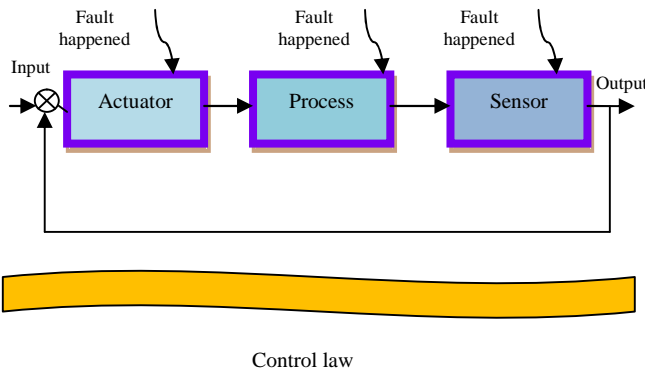 Fault
happened
Fault
happened
Fault
happened
Input
Actuator
Process
Sensor
Output
Control law